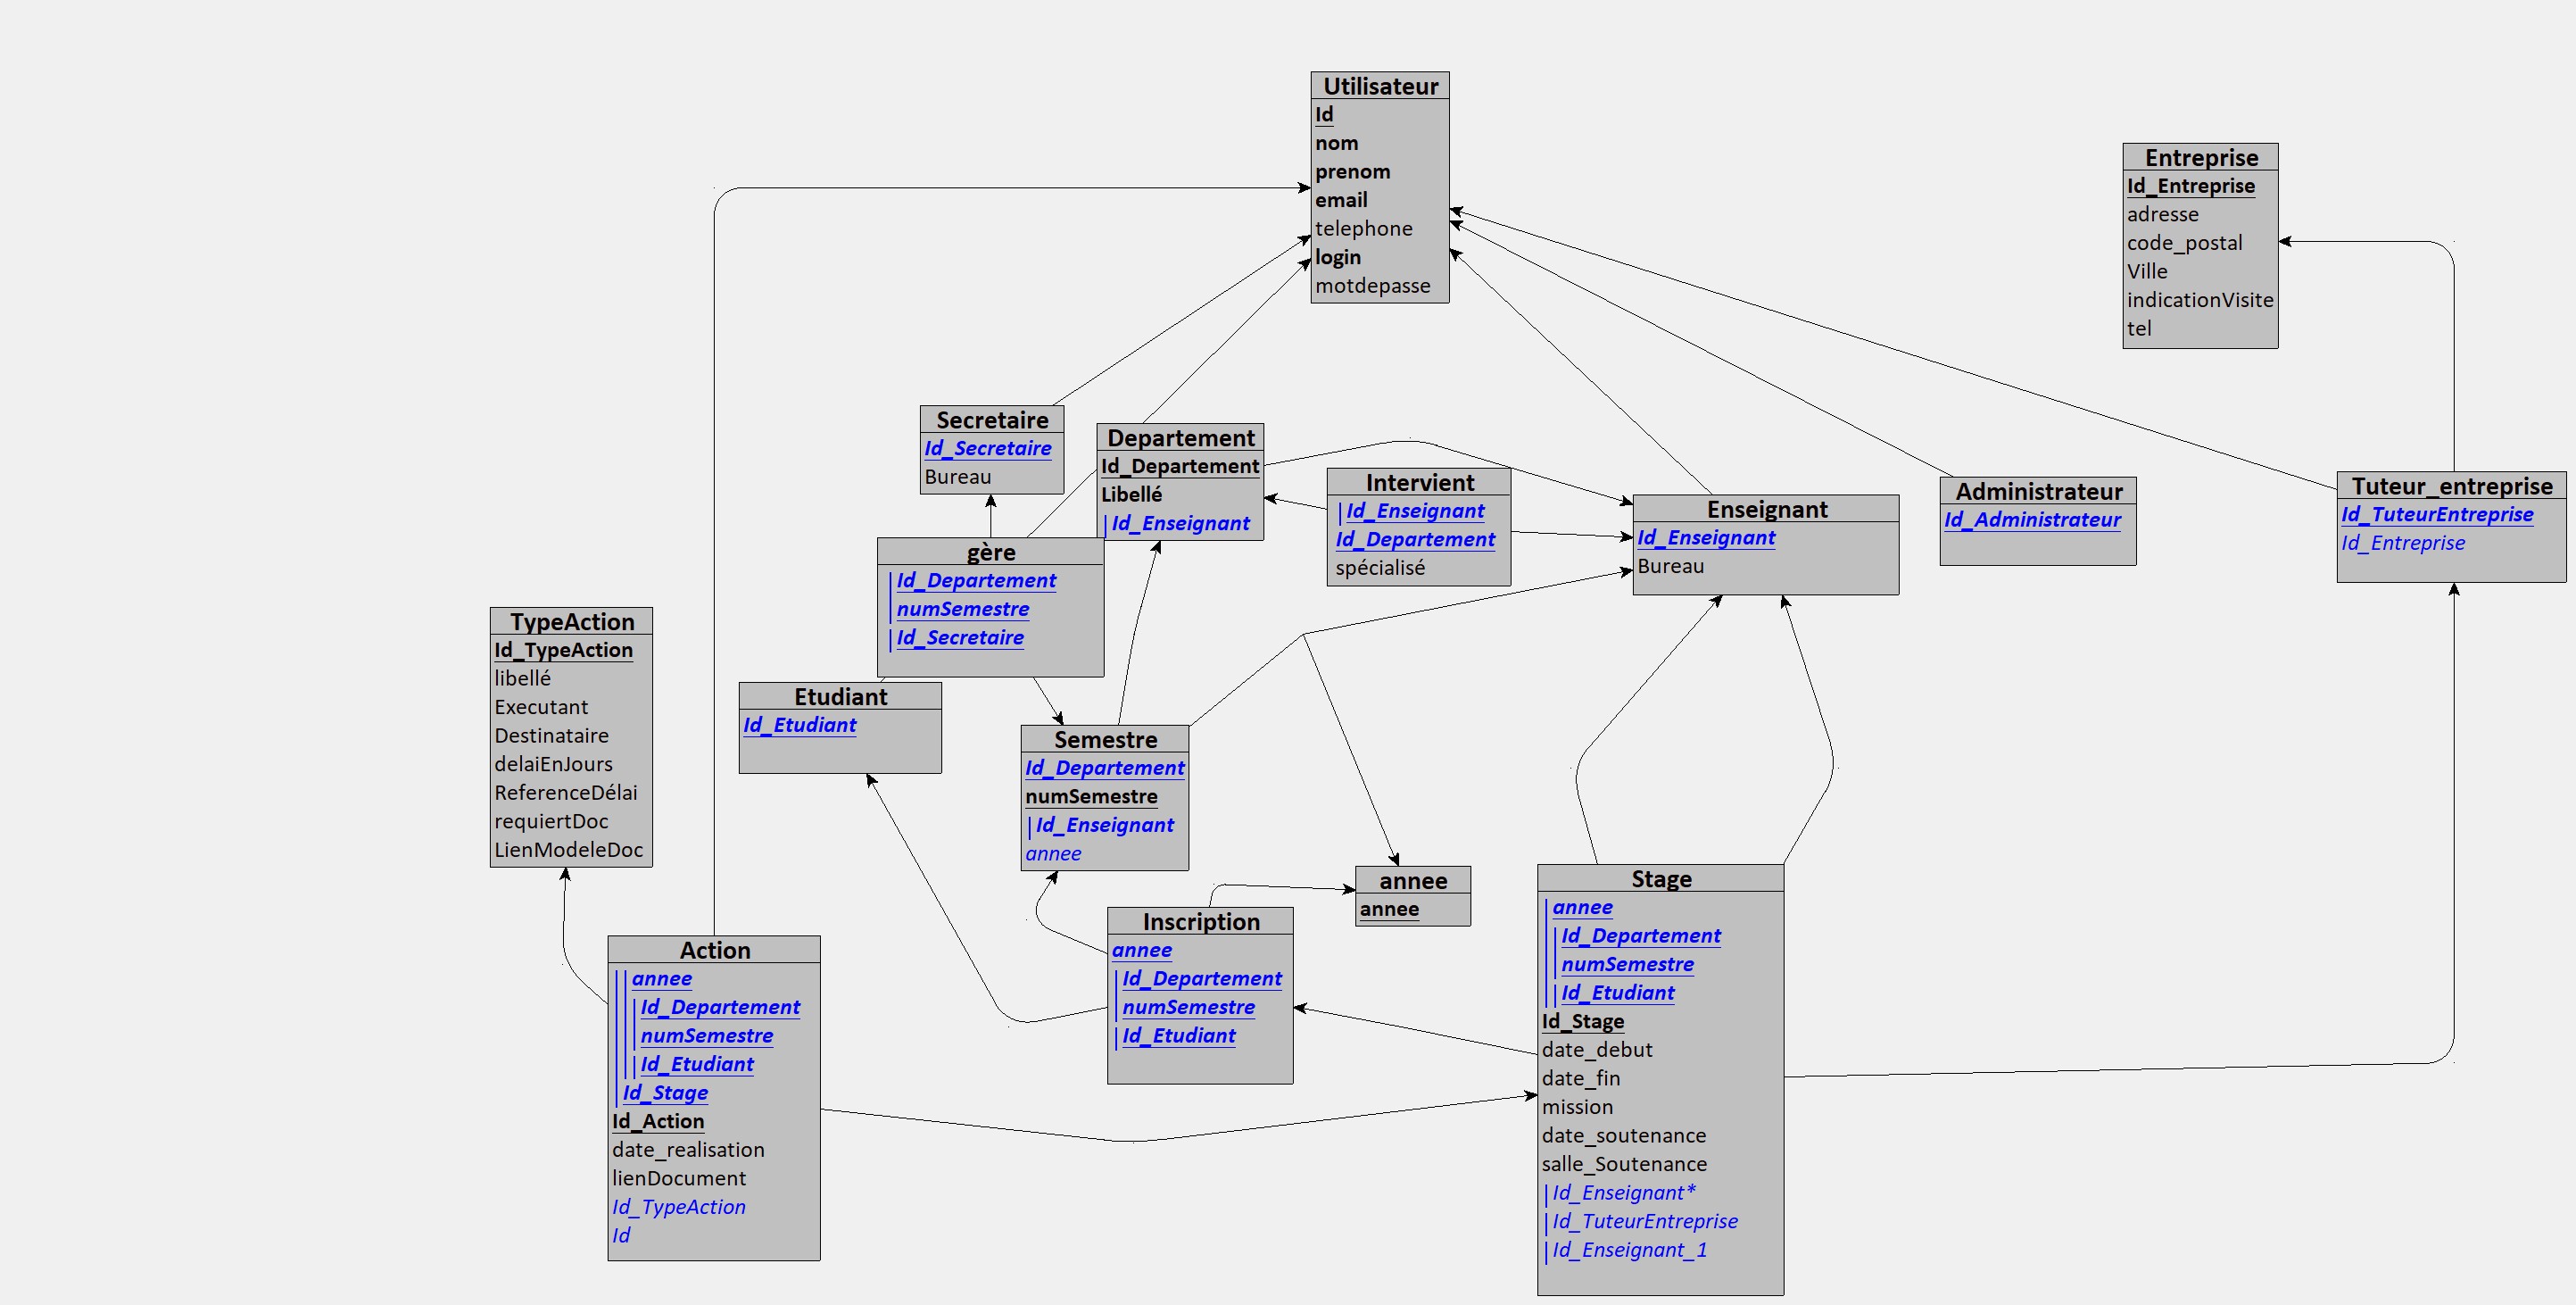 Utilisateur
Id
nom
prenom
email
telephone
login
motdepasse
Entreprise
Id_Entreprise
adresse
code_postal
Ville
indicationVisite
tel
Secretaire
Id_Secretaire
Bureau
Departement
Id_Departement
Libellé
Id_Enseignant
Intervient
Id_Enseignant
Id_Departement
spécialisé
Enseignant
Id_Enseignant
Bureau
Administrateur
Id_Administrateur
Tuteur_entreprise
Id_TuteurEntreprise
Id_Entreprise
gère
Id_Departement
numSemestre
Id_Secretaire
TypeAction
Id_TypeAction
libellé
Executant
Destinataire
delaiEnJours
ReferenceDélai
requiertDoc
LienModeleDoc
Etudiant
Id_Etudiant
Semestre
Id_Departement
numSemestre
Id_Enseignant
annee
annee
annee
Stage
annee
Id_Departement
numSemestre
Id_Etudiant
Id_Stage
date_debut
date_fin
mission
date_soutenance
salle_Soutenance
Id_Enseignant*
Id_TuteurEntreprise
Id_Enseignant_1
Inscription
annee
Id_Departement
numSemestre
Id_Etudiant
Action
annee
Id_Departement
numSemestre
Id_Etudiant
Id_Stage
Id_Action
date_realisation
lienDocument
Id_TypeAction
Id